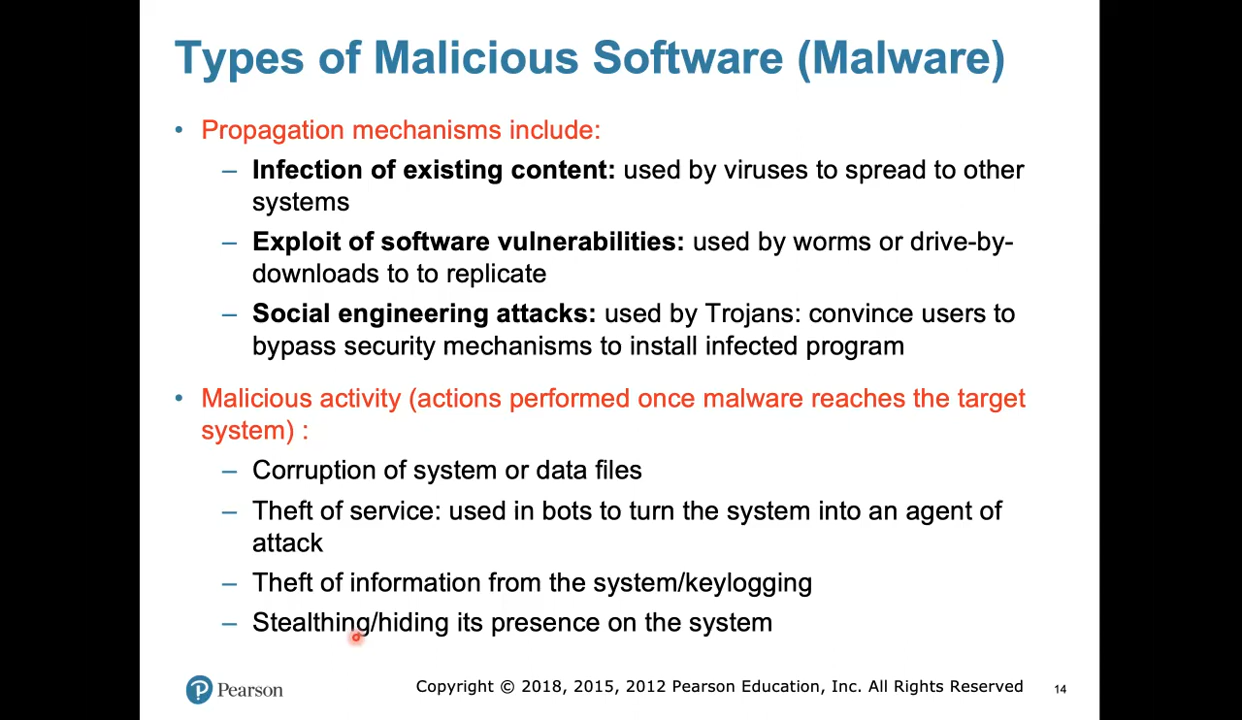 Types of Malicious Software (Malware)
• Propagation mechanisms include:
– Infection of existing content: used by viruses to spread to other
systems
– Exploit of software vulnerabilities: used by worms or drive-by-
downloads to to replicate
– Social engineering attacks: used by Trojans: convince users to
bypass security mechanisms to install infected program
• Malicious activity (actions performed once malware reaches the target
system) :
– Corruption of system or data files
– Theft of service: used in bots to turn the system into an agent of
attack
– Theft of information from the system/keylogging
– Stealthing/hiding its presence on the system
P Pearson
Copyright © 2018, 2015, 2012 Pearson Education, Inc. All Rights Reserved
14